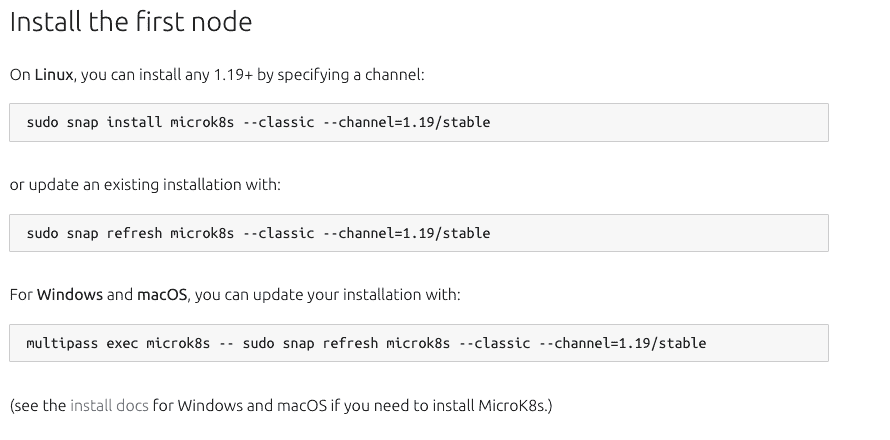 Install the first node
On Linux, you can install any 1.19+ by specifying a channel:
sudo snap install microk8s --classic --channel=1.19/stable
or update an existing installation with:
sudo snap refresh microk8s --classic --channel=1.19/stable
For Windows and macOS, you can update your installation with:
multipass exec microk8s -- sudo snap refresh microk8s --classic --channel=1.19/stable
(see the install docs for Windows and macOS if you need to install MicroK8s.)